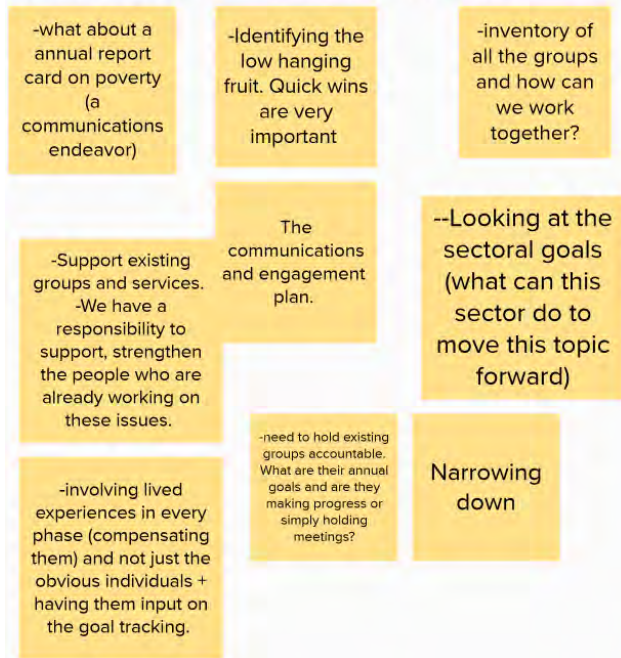 -what about a
annual report
card on poverty
(a
communications
endeavor)
-Identifying the
low hanging
fruit. Quick wins
are very
important
-inventory of
all the groups
and how can
we work
together?
The
communications
and engagement
plan.
--Looking at the
sectoral goals
(what can this
sector do to
move this topic
forward)
-Support existing
groups and services.
-We have a
responsibility to
support, strengthen
the people who are
already working on
these issues.
-need to hold existing
groups accountable.
What are their annual
goals and are they
making progress or
simply holding
meetings?
Narrowing
down
-involving lived
experiences in every
phase (compensating
them) and not just the
obvious individuals +
having them input on
the goal tracking.